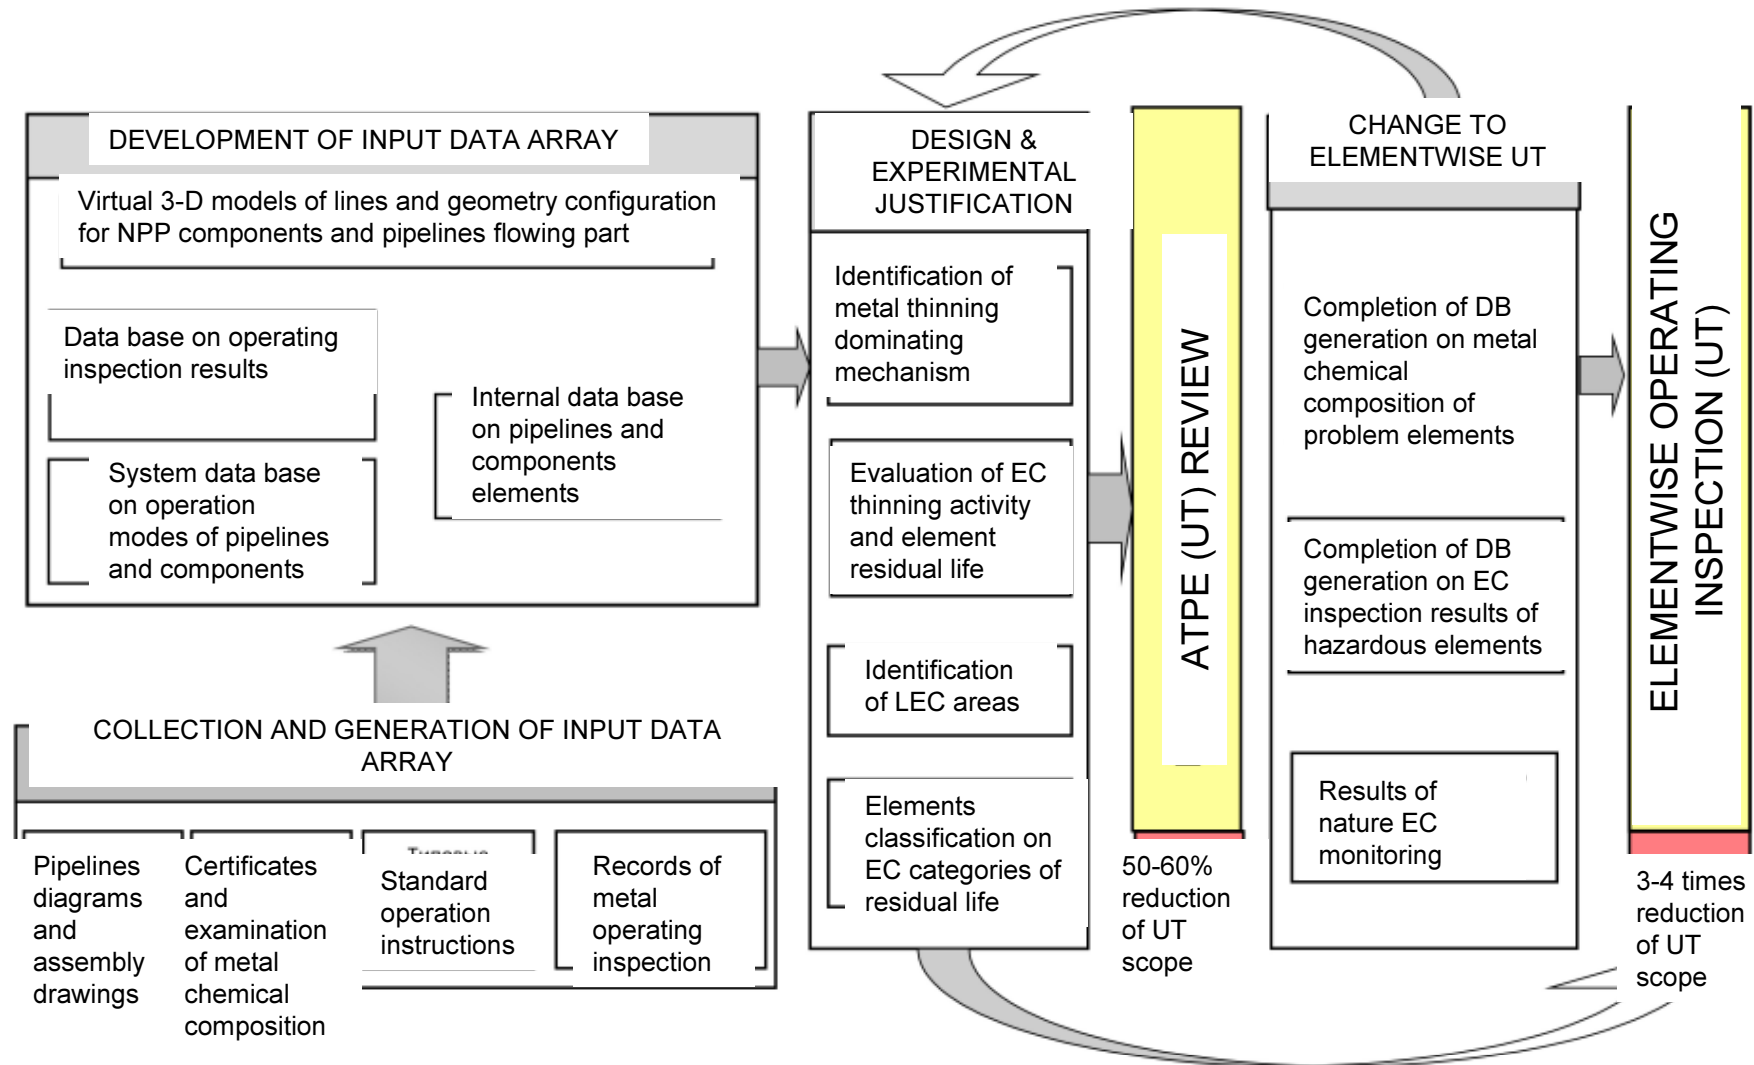 DEVELOPMENT OF INPUT DATA ARRAY
Virtual 3-D models of lines and geometry configuration
for NPP components and pipelines flowing part
Data base on operating
inspection results
System data base
on operation
modes of pipelines
and components
Internal data base
on pipelines and
components
elements
COLLECTION AND GENERATION OF INPUT DATA
ARRAY
Pipelines
diagrams
and
assembly
drawings
Certificates
and
examination
of metal
chemical
composition
Standard
operation
instructions
Records of
metal
operating
inspection
DESIGN &
EXPERIMENTAL
JUSTIFICATION
Identification of
metal thinning
dominating
mechanism
Evaluation of EC
thinning activity
and element
residual life
Identification
of LEC areas
Elements
classification on
EC categories of
residual life
ATPE (UT) REVIEW
50-60%
reduction
of UT
scope
CHANGE TO
ELEMENTWISE UT
Completion of DB
generation on metal
chemical
composition of
problem elements
Completion of DB
generation on EC
inspection results of
hazardous elements
Results of
nature EC
monitoring
ELEMENTWISE OPERATING
INSPECTION (UT)
3-4 times
reduction
of UT
scope